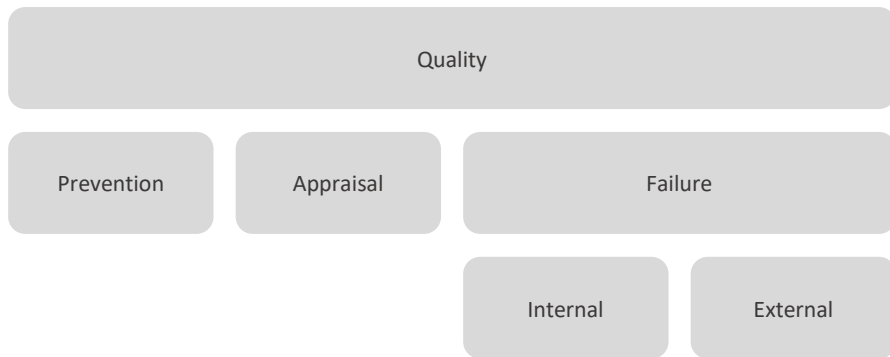 Quality
Prevention
Appraisal
Failure
Internal
External